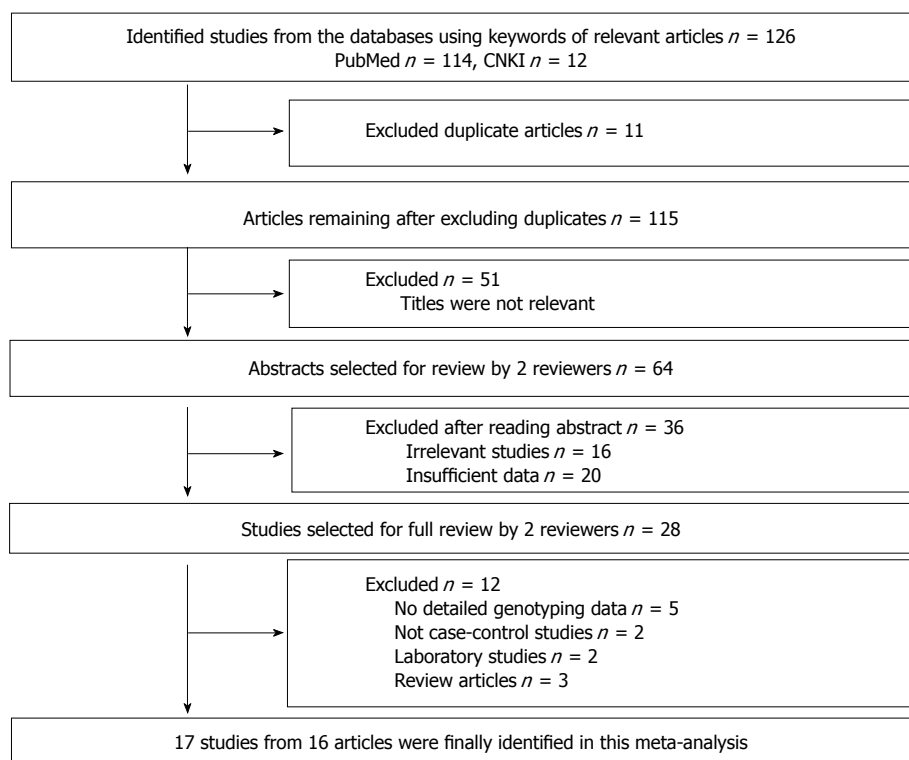 Identified studies from the databases using keywords of relevant articles n = 126
PubMed n = 114, CNKI n = 12
Excluded duplicate articles n = 11
Articles remaining after excluding duplicates n = 115
Excluded n = 51
Titles were not relevant
Abstracts selected for review by 2 reviewers n = 64
Excluded after reading abstract n = 36
Irrelevant studies n = 16
Insufficient data n = 20
Studies selected for full review by 2 reviewers n = 28
Excluded n = 12
No detailed genotyping data n = 5
Not case-control studies n = 2
Laboratory studies n = 2
Review articles n = 3
17 studies from 16 articles were finally identified in this meta-analysis